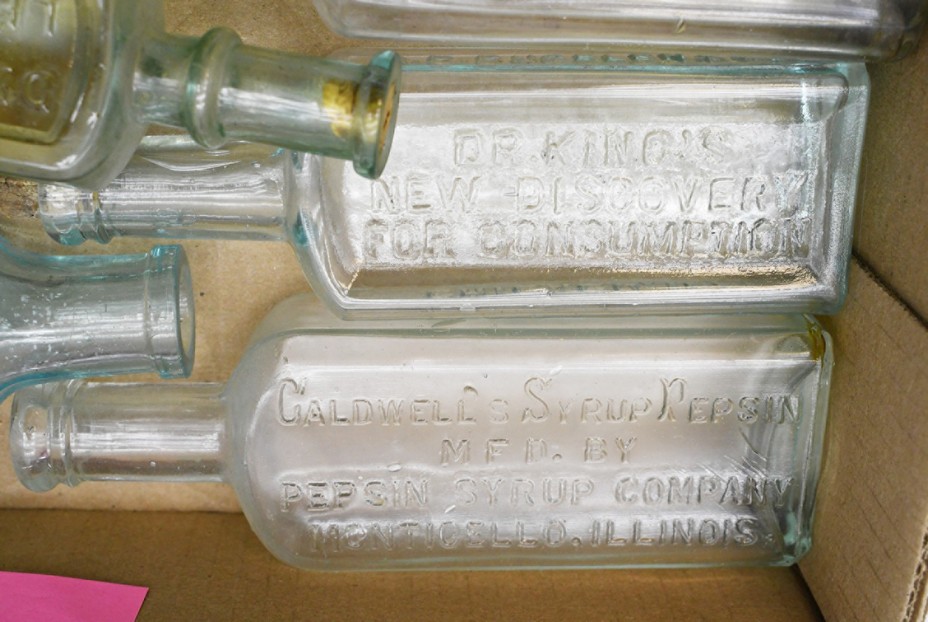 DR. KING'S
NEW DISCOVERY
FOR CONSUMPTION
CALDWELL'S SYRUP PEPSIN
MFD. BY
PEPSIN SYRUP COMPANY
MONTICELLO, ILLINOIS.